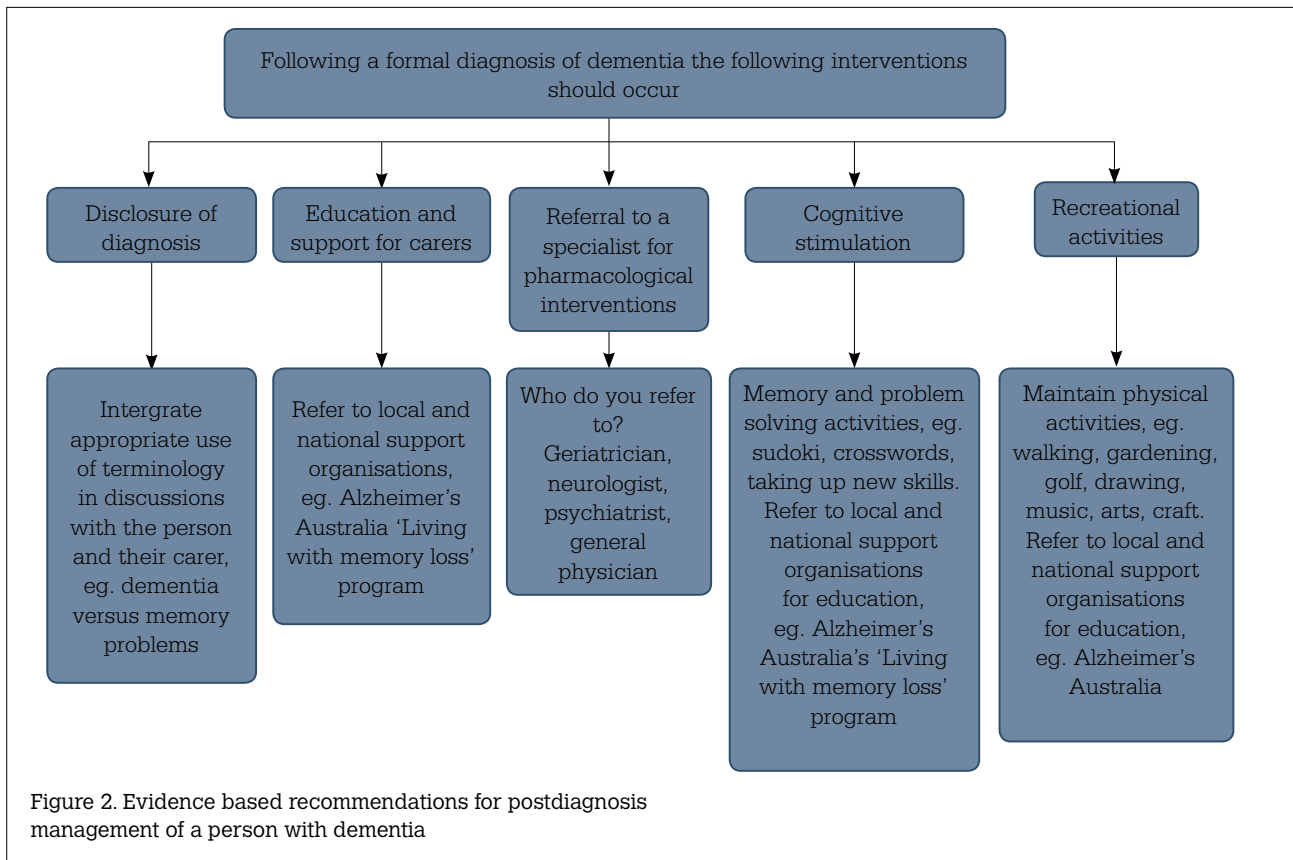 Following a formal diagnosis of dementia the following interventions
should occur
Disclosure of
diagnosis
Education and
support for carers
Referral to a
specialist for
pharmacological
interventions
Cognitive
stimulation
Recreational
activities
Intergrate
appropriate use
of terminology
in discussions
with the person
and their carer,
eg. dementia
versus memory
problems
Refer to local and
national support
organisations,
eg. Alzheimer's
Australia ‘Living
with memory loss’
program
Who do you refer
to?
Geriatrician,
neurologist,
psychiatrist,
general
physician
Memory and problem
solving activities, eg.
sudoki, crosswords,
taking up new skills.
Refer to local and
national support
organisations
for education,
eg. Alzheimer's
Australia's ‘Living
with memory loss’
program
Maintain physical
activities, eg.
walking, gardening,
golf, drawing,
music, arts, craft.
Refer to local and
national support
organisations
for education,
eg. Alzheimer's
Australia
Figure 2. Evidence based recommendations for postdiagnosis
management of a person with dementia